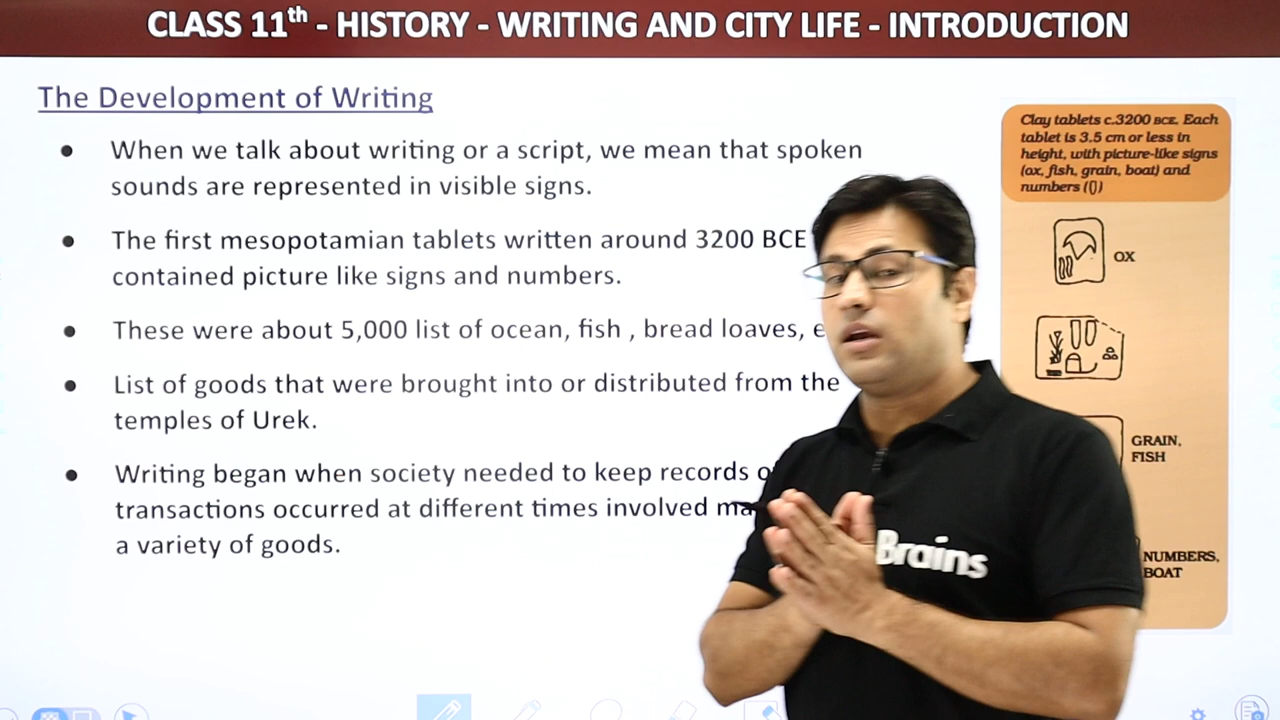 CLASS 11th - HISTORY - WRITING AND CITY LIFE - INTRODUCTION
The Development of Writing
● When we talk about writing or a script, we mean that spoken
sounds are represented in visible signs.
● The first mesopotamian tablets written around 3200 BCE
contained picture like signs and numbers.
● These were about 5,000 list of ocean, fish , bread loaves,
● List of goods that were brought into or distributed from the
temples of Urek.
● Writing began when society needed to keep records
transactions occurred at different times involved
a variety of goods.
Clay tablets c.3200 BCE. Each
tablet is 3.5 cm or less in
height, with picture-like signs
(ox, fish, grain, boat) and
numbers (0)
OX
GRAIN,
FISH
NUMBERS,
BOAT
Brains